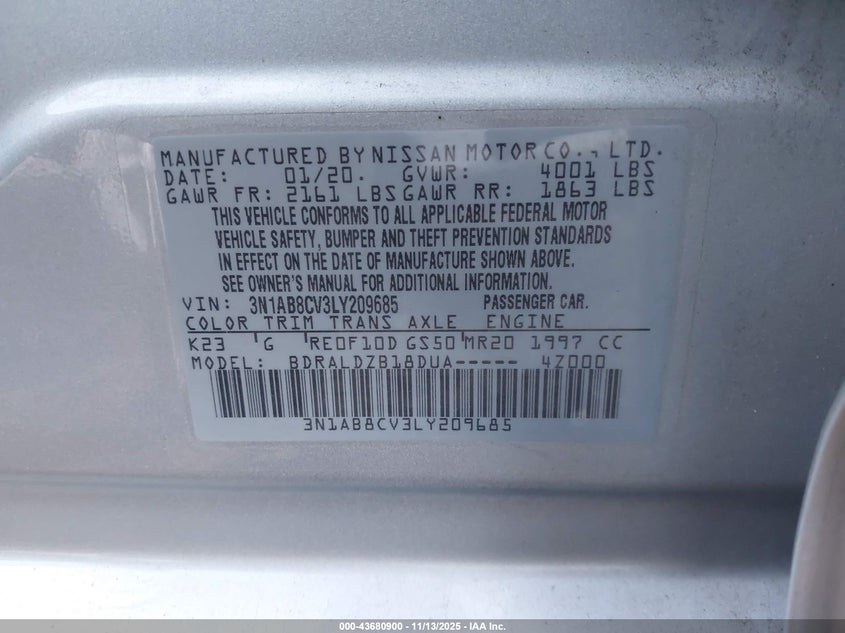 MANUFACTURED BY NISSAN MOTOR CO., LTD.
DATE: 01/20. GVWR: 4001 LBS
GAWR FR: 2161 LBS GAWR RR: 1863 LBS
THIS VEHICLE CONFORMS TO ALL APPLICABLE FEDERAL MOTOR
VEHICLE SAFETY, BUMPER AND THEFT PREVENTION STANDARDS
IN EFFECT ON THE DATE OF MANUFACTURE SHOWN ABOVE.
SEE OWNER'S MANUAL FOR ADDITIONAL INFORMATION.
VIN: 3N1AB8CV3LY209685 PASSENGER CAR.
COLOR TRIM TRANS AXLE ENGINE
K23 G RE0F10D GS50 MR20 1997 CC
MODEL: BDRALDZB18DUA----- 4Z000
3N1AB8CV3LY209685
000-43680900 - 11/13/2025 - IAA Inc.